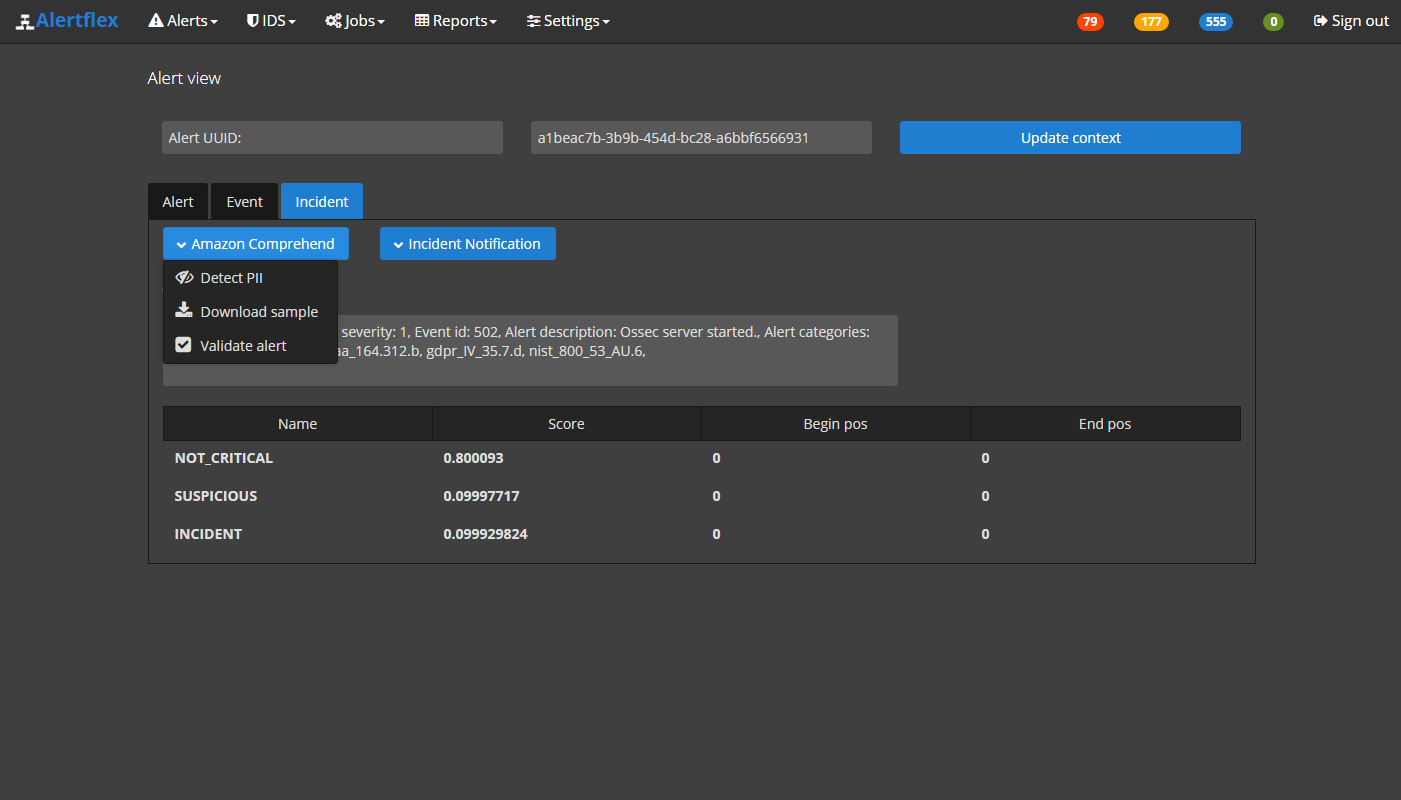 Alertflex Alerts IDS Jobs Reports Settings 79 177 555 0 Sign out
Alert view
Alert UUID: a1beac7b-3b9b-454d-bc28-a6bbf6566931 Update context
Alert Event Incident
Amazon Comprehend Incident Notification
Detect PII
Download sample
Validate alert
severity: 1, Event id: 502, Alert description: Ossec server started., Alert categories:
aa_164.312.b, gdpr_IV_35.7.d, nist_800_53_AU.6,
Name Score Begin pos End pos
NOT_CRITICAL 0.800093 0 0
SUSPICIOUS 0.09997717 0 0
INCIDENT 0.099929824 0 0